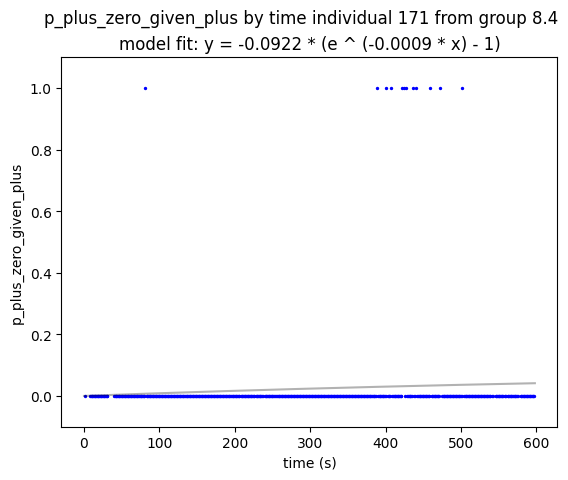 p_plus_zero_given_plus by time individual 171 from group 8.4
model fit: y = -0.0922 * (e ^ (-0.0009 * x) - 1)
1.0
0.8
0.6
0.4
0.2
0.0
p_plus_zero_given_plus
0 100 200 300 400 500 600
time (s)